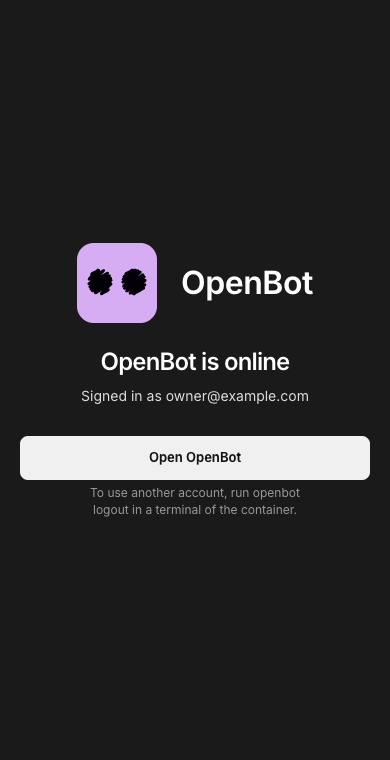 OpenBot
OpenBot is online
Signed in as owner@example.com
Open OpenBot
To use another account, run openbot
logout in a terminal of the container.